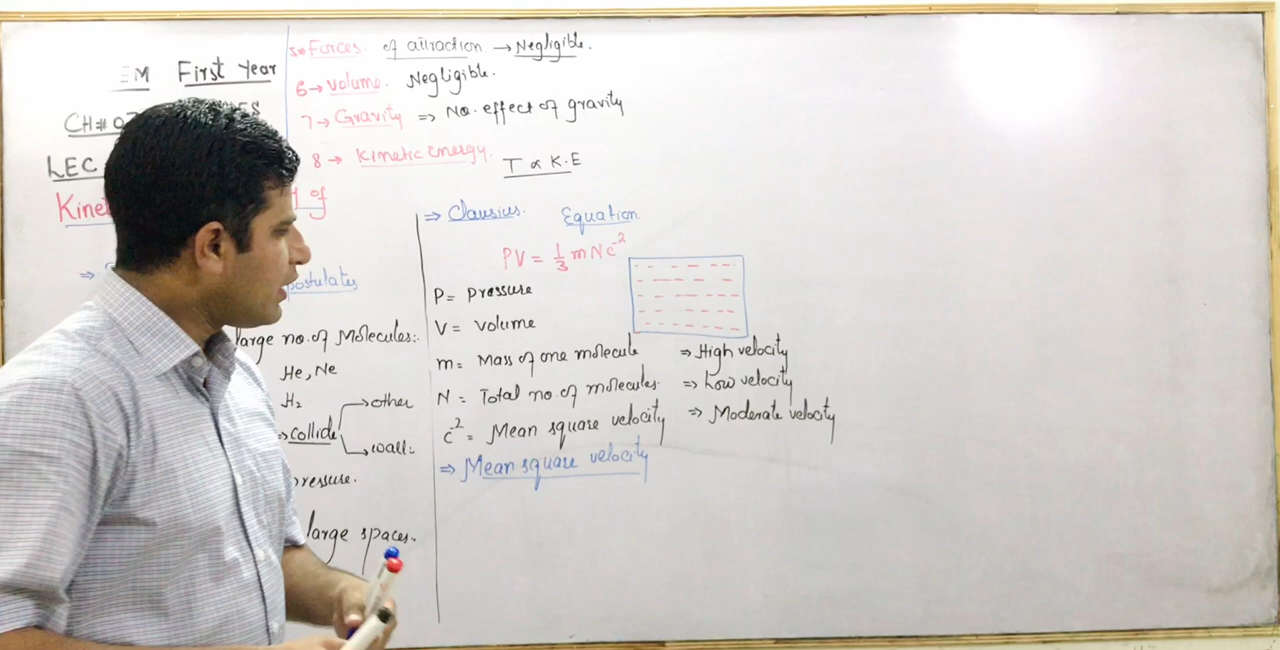 EM First Year
CH#
LEC
Kinet of
⇒ postulates
large no. of Molecules:.
He, Ne
H₂
→ collide → other
→ wall:
pressure.
large spaces.
5→ Forces. of attraction → Negligible.
6→ Volume. Negligible.
7→ Gravity ⇒ No. effect of gravity
8→ Kinetic energy. T ∝ K.E
⇒ Clausius. Equation.
PV = 1/3 mNc̄²
P = pressure
V = volume
m = Mass of one molecule
N = Total no. of molecules.
c̄² = Mean square velocity
⇒ Mean square velocity
⇒ High velocity
⇒ Low velocity
⇒ Moderate velocity